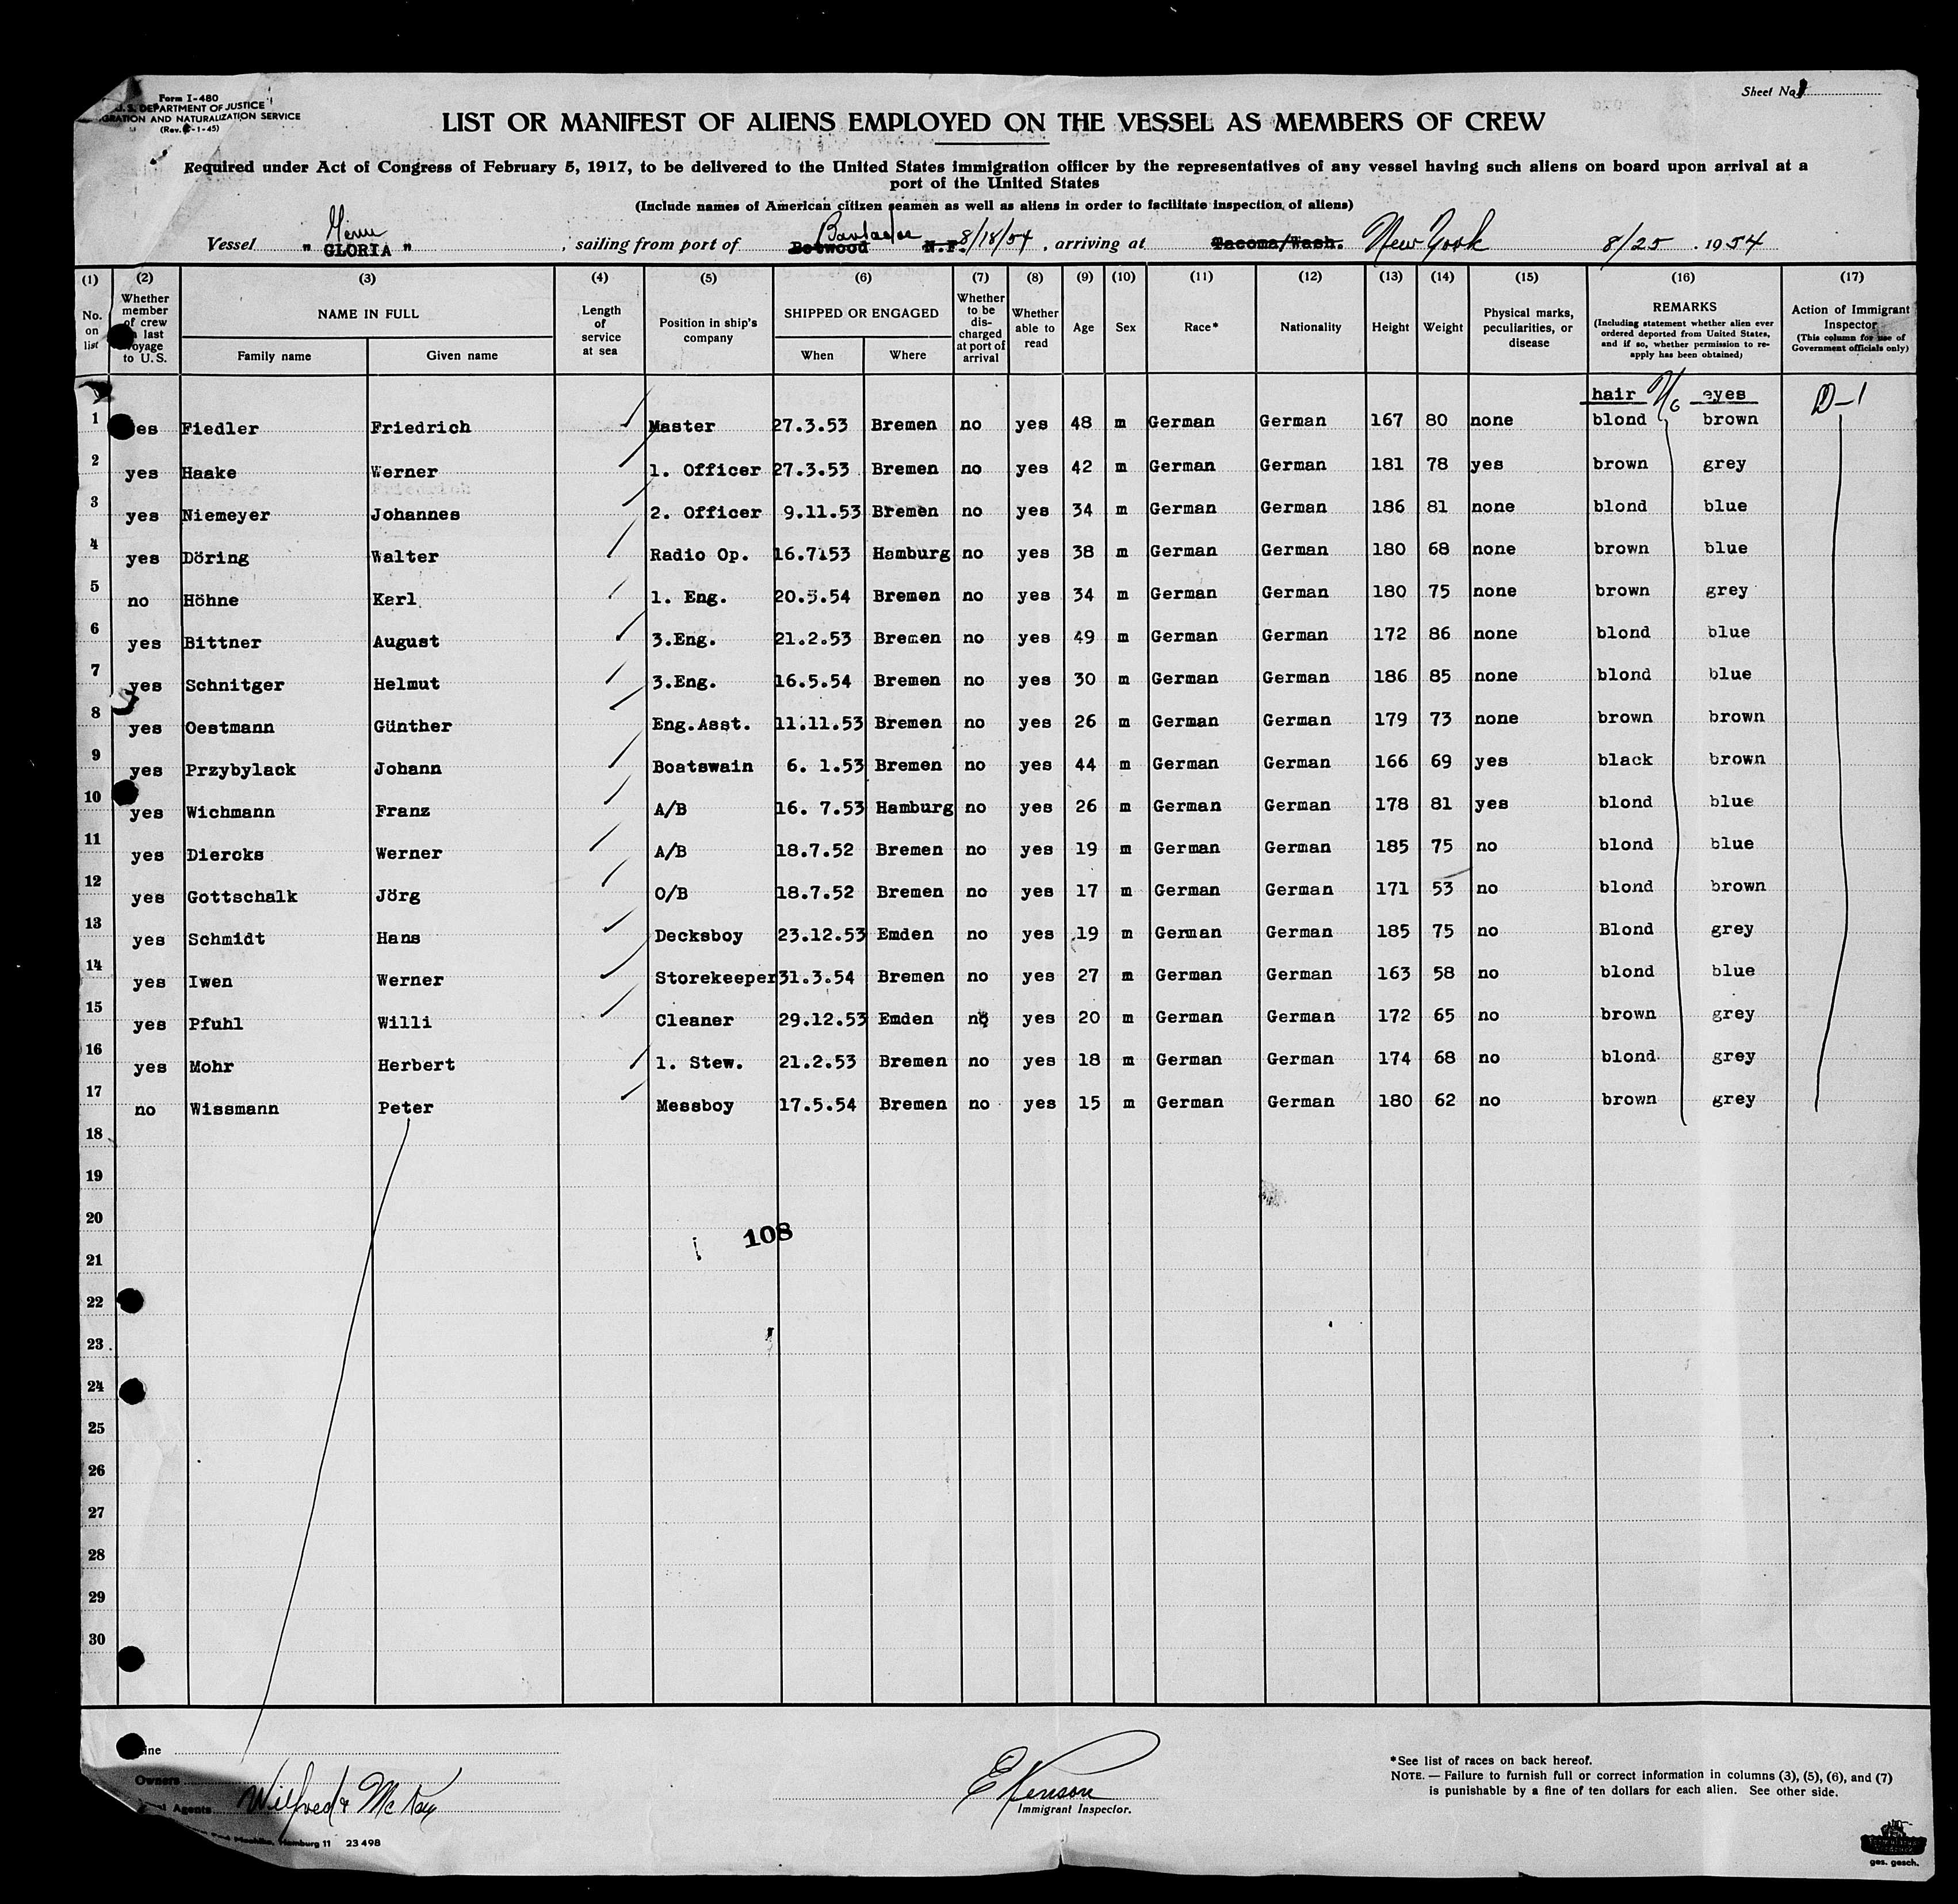 Form I-480
U. S. DEPARTMENT OF JUSTICE
GRATION AND NATURALIZATION SERVICE
(Rev. -1-45)
Sheet No. 1
LIST OR MANIFEST OF ALIENS EMPLOYED ON THE VESSEL AS MEMBERS OF CREW
Required under Act of Congress of February 5, 1917, to be delivered to the United States immigration officer by the representatives of any vessel having such aliens on board upon arrival at a
port of the United States
(Include names of American citizen seamen as well as aliens in order to facilitate inspection of aliens)
Vessel " GLORIA " , sailing from port of Botwood N.F. 8/18/54 , arriving at Tacoma/Wash. New York 8/25 . 1954
(1) (2) (3) (4) (5) (6) (7) (8) (9) (10) (11) (12) (13) (14) (15) (16) (17)
No. on list
Whether member of crew last voyage to U. S.
NAME IN FULL
Family name Given name
Length of service at sea
Position in ship's company
SHIPPED OR ENGAGED
When Where
Whether to be discharged at port of arrival
Whether able to read
Age
Sex
Race*
Nationality
Height
Weight
Physical marks, peculiarities, or disease
REMARKS
(Including statement whether alien ever ordered deported from United States, and if so, whether permission to reapply has been obtained)
Action of Immigrant Inspector
(This column for use of Government officials only)
hair eyes D-1
1 es Fiedler Friedrich Master 27.3.53 Bremen no yes 48 m German German 167 80 none blond brown
2 yes Haake Werner 1. Officer 27.3.53 Bremen no yes 42 m German German 181 78 yes brown grey
3 yes Niemeyer Johannes 2. Officer 9.11.53 Bremen no yes 34 m German German 186 81 none blond blue
4 yes Döring Walter Radio Op. 16.7153 Hamburg no yes 38 m German German 180 68 none brown blue
5 no Höhne Karl 1. Eng. 20.5.54 Bremen no yes 34 m German German 180 75 none brown grey
6 yes Bittner August 3.Eng. 21.2.53 Bremen no yes 49 m German German 172 86 none blond blue
7 yes Schnitger Helmut 3.Eng. 16.5.54 Bremen no yes 30 m German German 186 85 none blond blue
8 yes Oestmann Günther Eng.Asst. 11.11.53 Bremen no yes 26 m German German 179 73 none brown brown
9 yes Przybylack Johann Boatswain 6. 1.53 Bremen no yes 44 m German German 166 69 yes black brown
10 yes Wichmann Franz A/B 16. 7.53 Hamburg no yes 26 m German German 178 81 yes blond blue
11 yes Diercks Werner A/B 18.7.52 Bremen no yes 19 m German German 185 75 no blond blue
12 yes Gottschalk Jörg O/B 18.7.52 Bremen no yes 17 m German German 171 53 no blond brown
13 yes Schmidt Hans Decksboy 23.12.53 Emden no yes 19 m German German 185 75 no Blond grey
14 yes Iwen Werner Storekeeper 31.3.54 Bremen no yes 27 m German German 163 58 no blond blue
15 yes Pfuhl Willi Cleaner 29.12.53 Emden no yes 20 m German German 172 65 no brown grey
16 yes Mohr Herbert 1. Stew. 21.2.53 Bremen no yes 18 m German German 174 68 no blond grey
17 no Wissmann Peter Messboy 17.5.54 Bremen no yes 15 m German German 180 62 no brown grey
18
19
20
108
21
22
23
24
25
26
27
28
29
30
ine
Owners
Agents Wilfred McKay
Hamburg 11 23 498
Immigrant Inspector.
*See list of races on back hereof.
NOTE. — Failure to furnish full or correct information in columns (3), (5), (6), and (7)
is punishable by a fine of ten dollars for each alien. See other side.
ges. gesch.